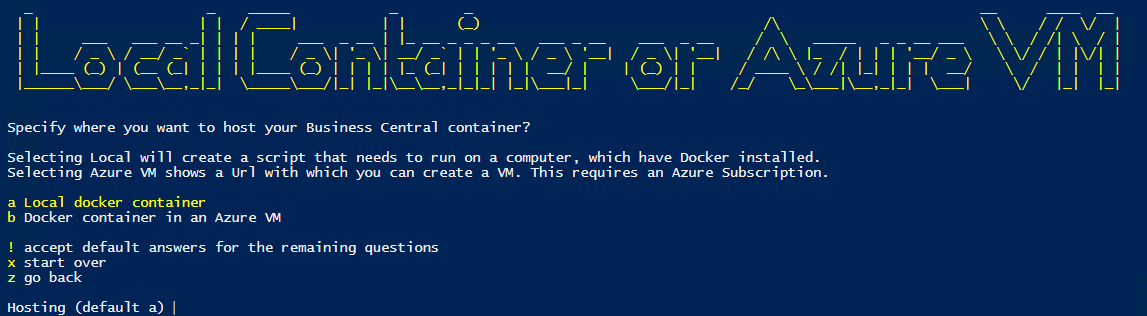 Local Container or Azure VM
Specify where you want to host your Business Central container?
Selecting Local will create a script that needs to run on a computer, which have Docker installed.
Selecting Azure VM shows a Url with which you can create a VM. This requires an Azure Subscription.
a Local docker container
b Docker container in an Azure VM
! accept default answers for the remaining questions
x start over
z go back
Hosting (default a)